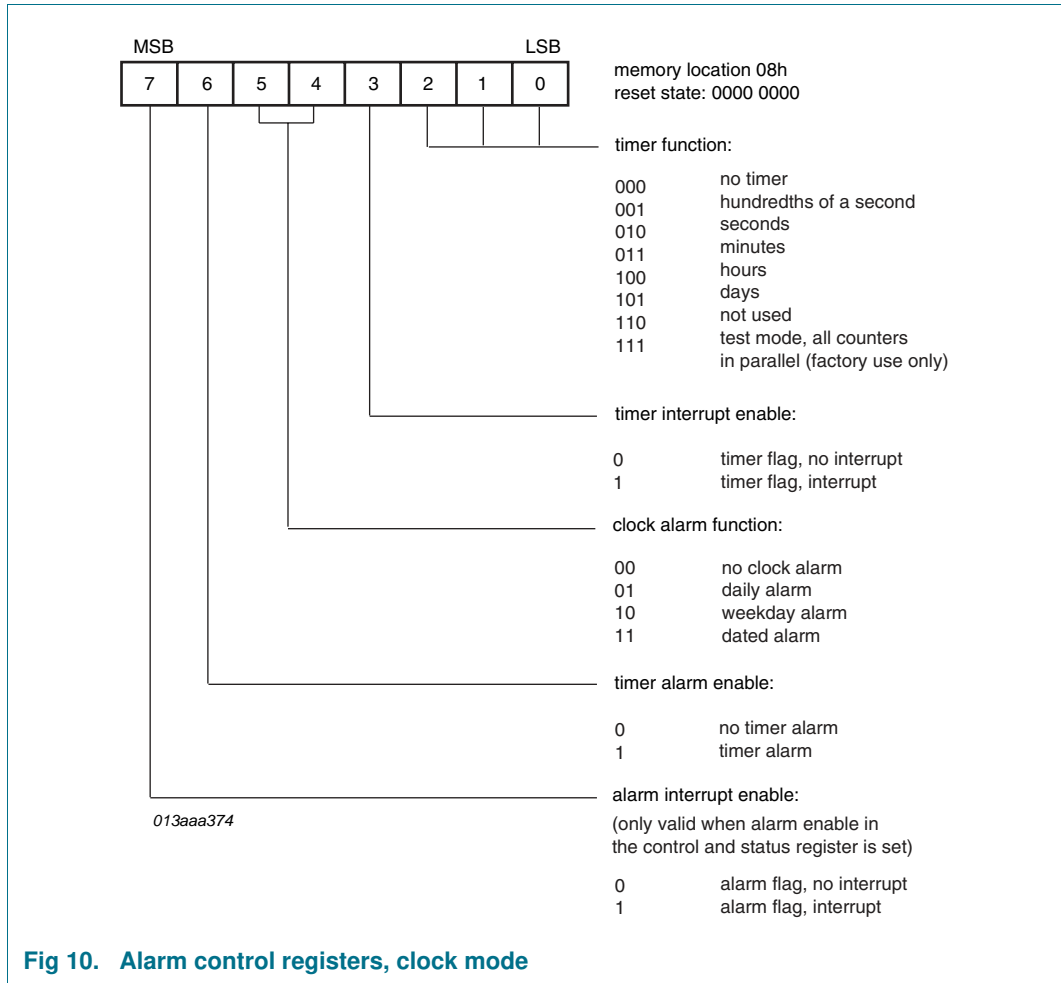 MSB LSB
7 6 5 4 3 2 1 0
memory location 08h
reset state: 0000 0000
timer function:
000 no timer
001 hundredths of a second
010 seconds
011 minutes
100 hours
101 days
110 not used
111 test mode, all counters
in parallel (factory use only)
timer interrupt enable:
0 timer flag, no interrupt
1 timer flag, interrupt
clock alarm function:
00 no clock alarm
01 daily alarm
10 weekday alarm
11 dated alarm
timer alarm enable:
0 no timer alarm
1 timer alarm
alarm interrupt enable:
(only valid when alarm enable in
the control and status register is set)
0 alarm flag, no interrupt
1 alarm flag, interrupt
013aaa374
Fig 10. Alarm control registers, clock mode